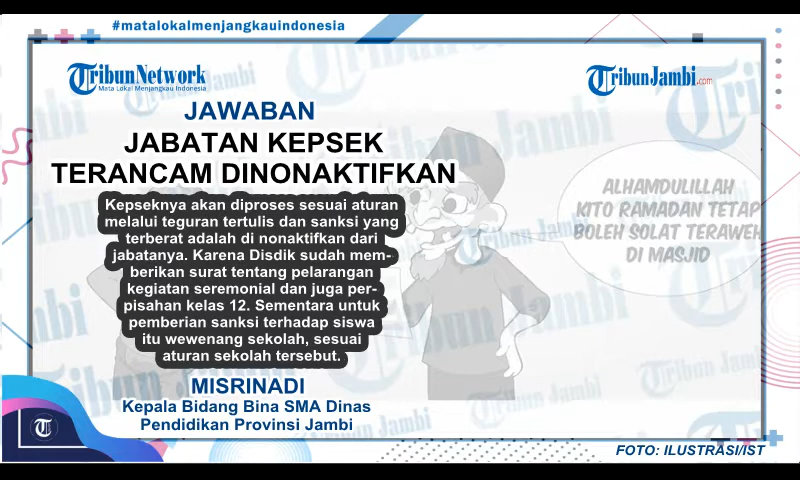 #matalokalmenjangkauindonesia
TribunNetwork
Mata Lokal Menjangkau Indonesia
TribunJambi.com
JAWABAN
JABATAN KEPSEK
TERANCAM DINONAKTIFKAN
Kepseknya akan diproses sesuai aturan
melalui teguran tertulis dan sanksi yang
terberat adalah di nonaktifkan dari
jabatanya. Karena Disdik sudah mem-
berikan surat tentang pelarangan
kegiatan seremonial dan juga per-
pisahan kelas 12. Sementara untuk
pemberian sanksi terhadap siswa
itu wewenang sekolah, sesuai
aturan sekolah tersebut.
MISRINADI
Kepala Bidang Bina SMA Dinas
Pendidikan Provinsi Jambi
ALHAMDULILLAH
KITO RAMADAN TETAP
BOLEH SOLAT TERAWEH
DI MASJID
FOTO: ILUSTRASI/IST